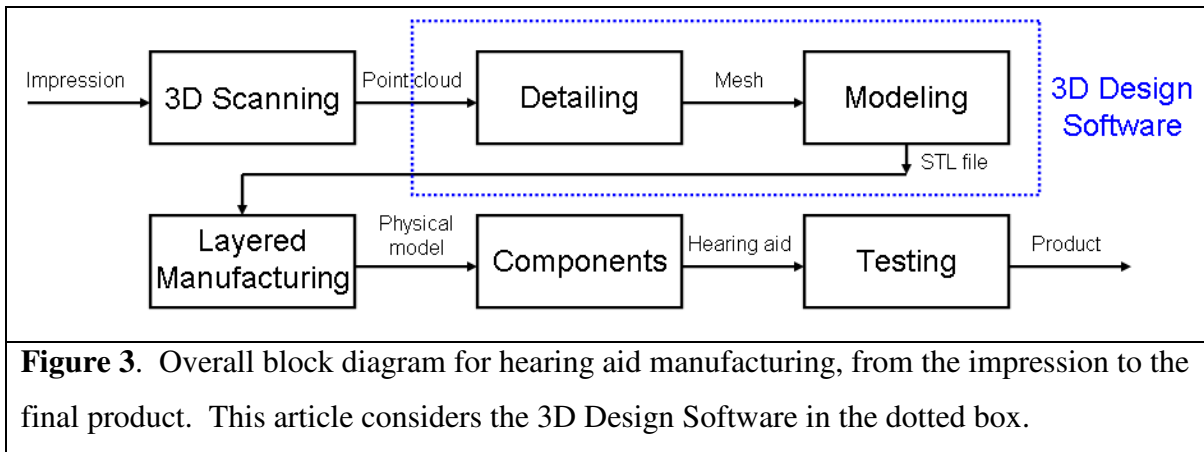 Impression
3D Scanning
Point cloud
Detailing
Mesh
Modeling
3D Design
Software
STL file
Layered
Manufacturing
Physical
model
Components
Hearing aid
Testing
Product
Figure 3.  Overall block diagram for hearing aid manufacturing, from the impression to the
final product.  This article considers the 3D Design Software in the dotted box.